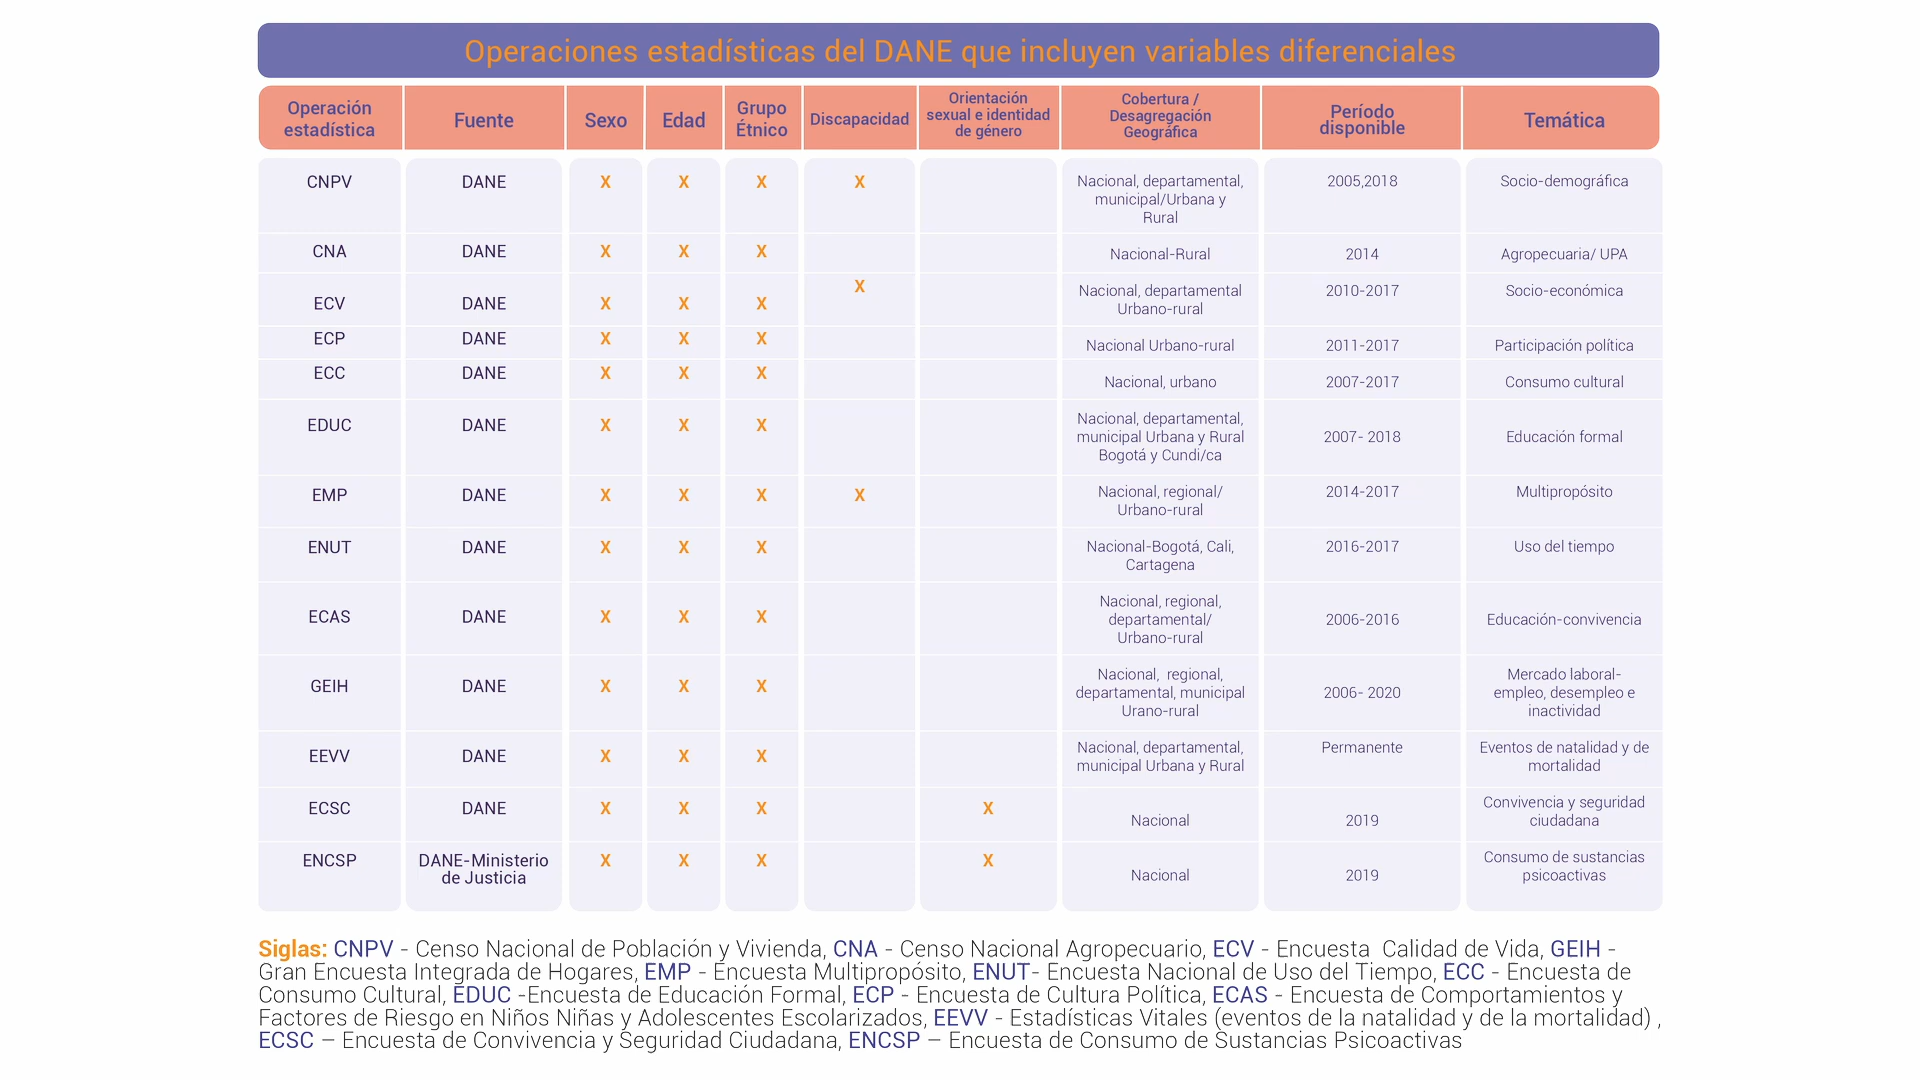 Operaciones estadísticas del DANE que incluyen variables diferenciales
Operación
estadística
Fuente
Sexo
Edad
Grupo
Étnico
Discapacidad
Orientación
sexual e identidad
de género
Cobertura /
Desagregación
Geográfica
Período
disponible
Temática
CNPV
DANE
X
X
X
X
Nacional, departamental,
municipal/Urbana y
Rural
2005,2018
Socio-demográfica
CNA
DANE
X
X
X
Nacional-Rural
2014
Agropecuaria/ UPA
ECV
DANE
X
X
X
X
Nacional, departamental
Urbano-rural
2010-2017
Socio-económica
ECP
DANE
X
X
X
Nacional Urbano-rural
2011-2017
Participación política
ECC
DANE
X
X
X
Nacional, urbano
2007-2017
Consumo cultural
EDUC
DANE
X
X
X
Nacional, departamental,
municipal Urbana y Rural
Bogotá y Cundi/ca
2007- 2018
Educación formal
EMP
DANE
X
X
X
X
Nacional, regional/
Urbano-rural
2014-2017
Multipropósito
ENUT
DANE
X
X
X
Nacional-Bogotá, Cali,
Cartagena
2016-2017
Uso del tiempo
ECAS
DANE
X
X
X
Nacional, regional,
departamental/
Urbano-rural
2006-2016
Educación-convivencia
GEIH
DANE
X
X
X
Nacional, regional,
departamental, municipal
Urano-rural
2006- 2020
Mercado laboral-
empleo, desempleo e
inactividad
EEVV
DANE
X
X
X
Nacional, departamental,
municipal Urbana y Rural
Permanente
Eventos de natalidad y de
mortalidad
ECSC
DANE
X
X
X
X
Nacional
2019
Convivencia y seguridad
ciudadana
ENCSP
DANE-Ministerio
de Justicia
X
X
X
X
Nacional
2019
Consumo de sustancias
psicoactivas
Siglas: CNPV - Censo Nacional de Población y Vivienda, CNA - Censo Nacional Agropecuario, ECV - Encuesta Calidad de Vida, GEIH -
Gran Encuesta Integrada de Hogares, EMP - Encuesta Multipropósito, ENUT- Encuesta Nacional de Uso del Tiempo, ECC - Encuesta de
Consumo Cultural, EDUC -Encuesta de Educación Formal, ECP - Encuesta de Cultura Política, ECAS - Encuesta de Comportamientos y
Factores de Riesgo en Niños Niñas y Adolescentes Escolarizados, EEVV - Estadísticas Vitales (eventos de la natalidad y de la mortalidad) ,
ECSC – Encuesta de Convivencia y Seguridad Ciudadana, ENCSP – Encuesta de Consumo de Sustancias Psicoactivas